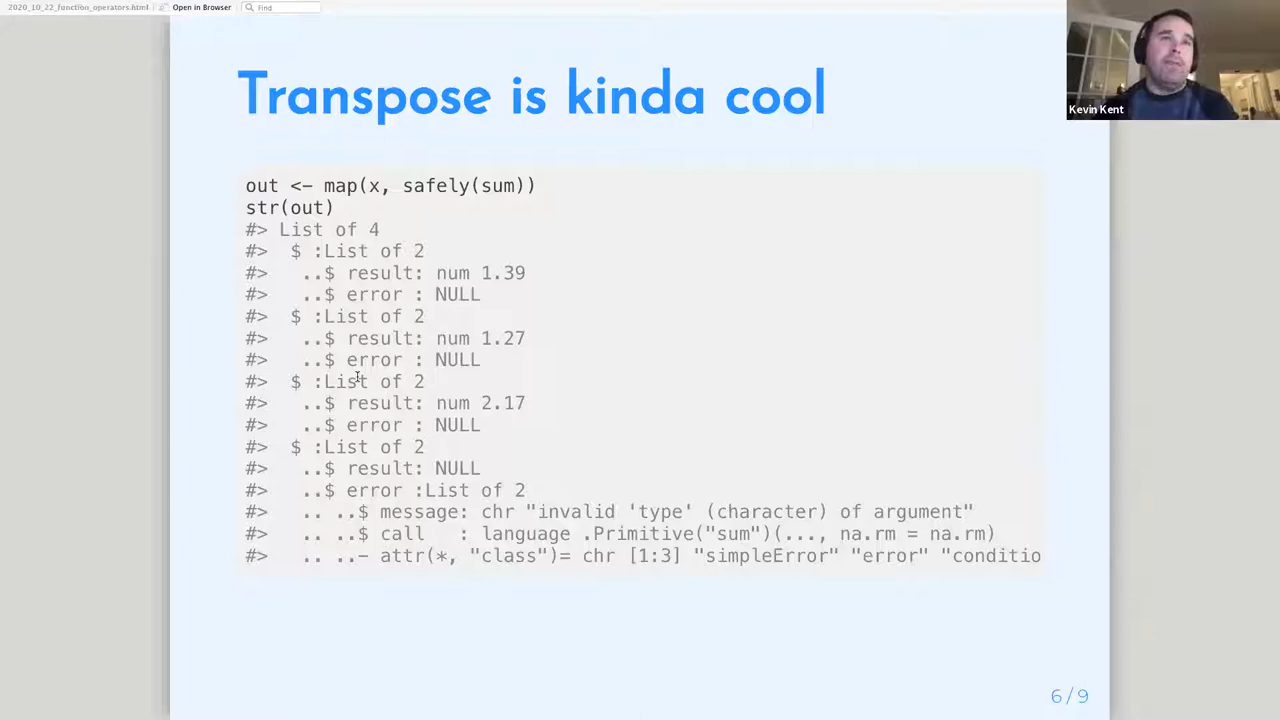 2020_10_22_function_operators.html
Open in Browser
Find
Kevin Kent
Transpose is kinda cool
out <- map(x, safely(sum))
str(out)
#> List of 4
#>  $ :List of 2
#>   ..$ result: num 1.39
#>   ..$ error : NULL
#>  $ :List of 2
#>   ..$ result: num 1.27
#>   ..$ error : NULL
#>  $ :List of 2
#>   ..$ result: num 2.17
#>   ..$ error : NULL
#>  $ :List of 2
#>   ..$ result: NULL
#>   ..$ error :List of 2
#>   .. ..$ message: chr "invalid 'type' (character) of argument"
#>   .. ..$ call   : language .Primitive("sum")(..., na.rm = na.rm)
#>   .. ..- attr(*, "class")= chr [1:3] "simpleError" "error" "conditio
6 / 9